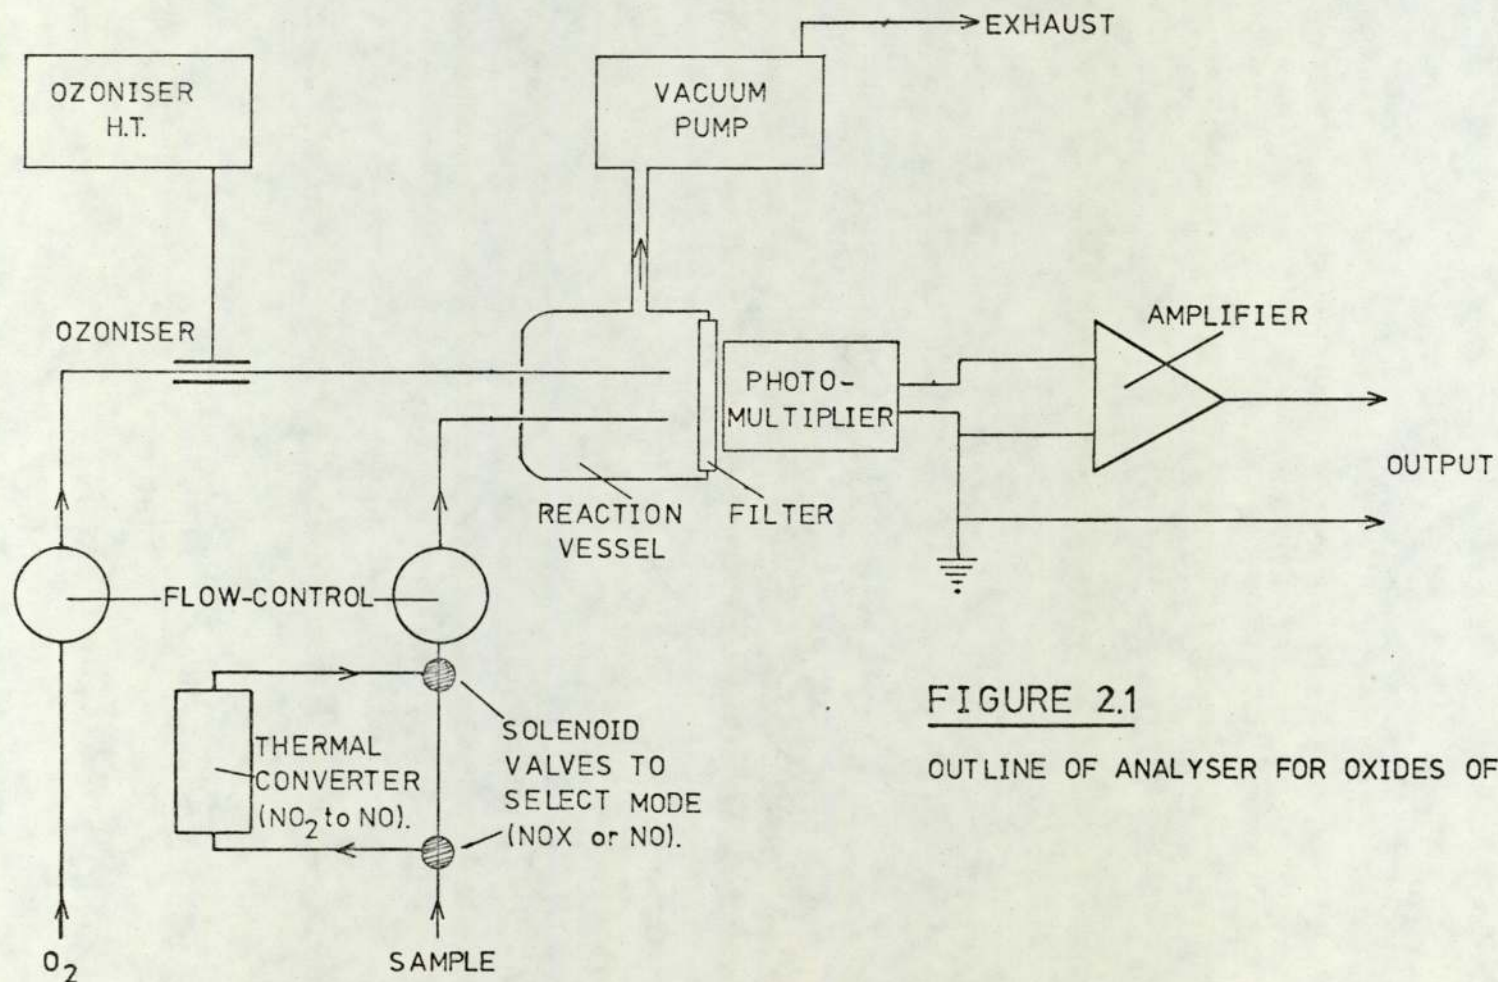 EXHAUST
OZONISER
H.T.
VACUUM
PUMP
OZONISER
AMPLIFIER
PHOTO-
MULTIPLIER
OUTPUT
REACTION
VESSEL
FILTER
FLOW-CONTROL
THERMAL
CONVERTER
(NO₂ to NO).
SOLENOID
VALVES TO
SELECT MODE
(NOX or NO).
FIGURE 2.1
OUTLINE OF ANALYSER FOR OXIDES OF
O₂
SAMPLE